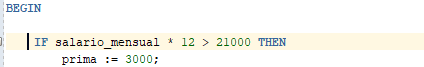 BEGIN
IF salario_mensual * 12 > 21000 THEN
prima := 3000;